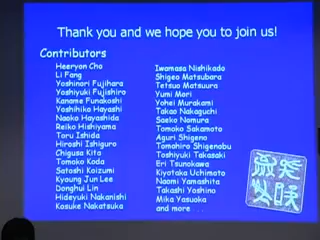 Thank you and we hope you to join us!
Contributors
Heeryon Cho
Li Fang
Yoshinori Fujihara
Yoshiyuki Fujishiro
Kaname Funakoshi
Yoshihiko Hayashi
Naoko Hayashida
Reiko Hishiyama
Toru Ishida
Hiroshi Ishiguro
Chigusa Kita
Tomoko Koda
Satoshi Koizumi
Kyoung Jun Lee
Donghui Lin
Hideyuki Nakanishi
Kosuke Nakatsuka
Iwamasa Nishikado
Shigeo Matsubara
Tetsuo Matsuura
Yumi Mori
Yohei Murakami
Takao Nakaguchi
Saeko Nomura
Tomoko Sakamoto
Aguri Shigeno
Tomohiro Shigenobu
Toshiyuki Takasaki
Eri Tsunokawa
Kiyotaka Uchimoto
Naomi Yamashita
Takashi Yoshino
Mika Yasuoka
and more